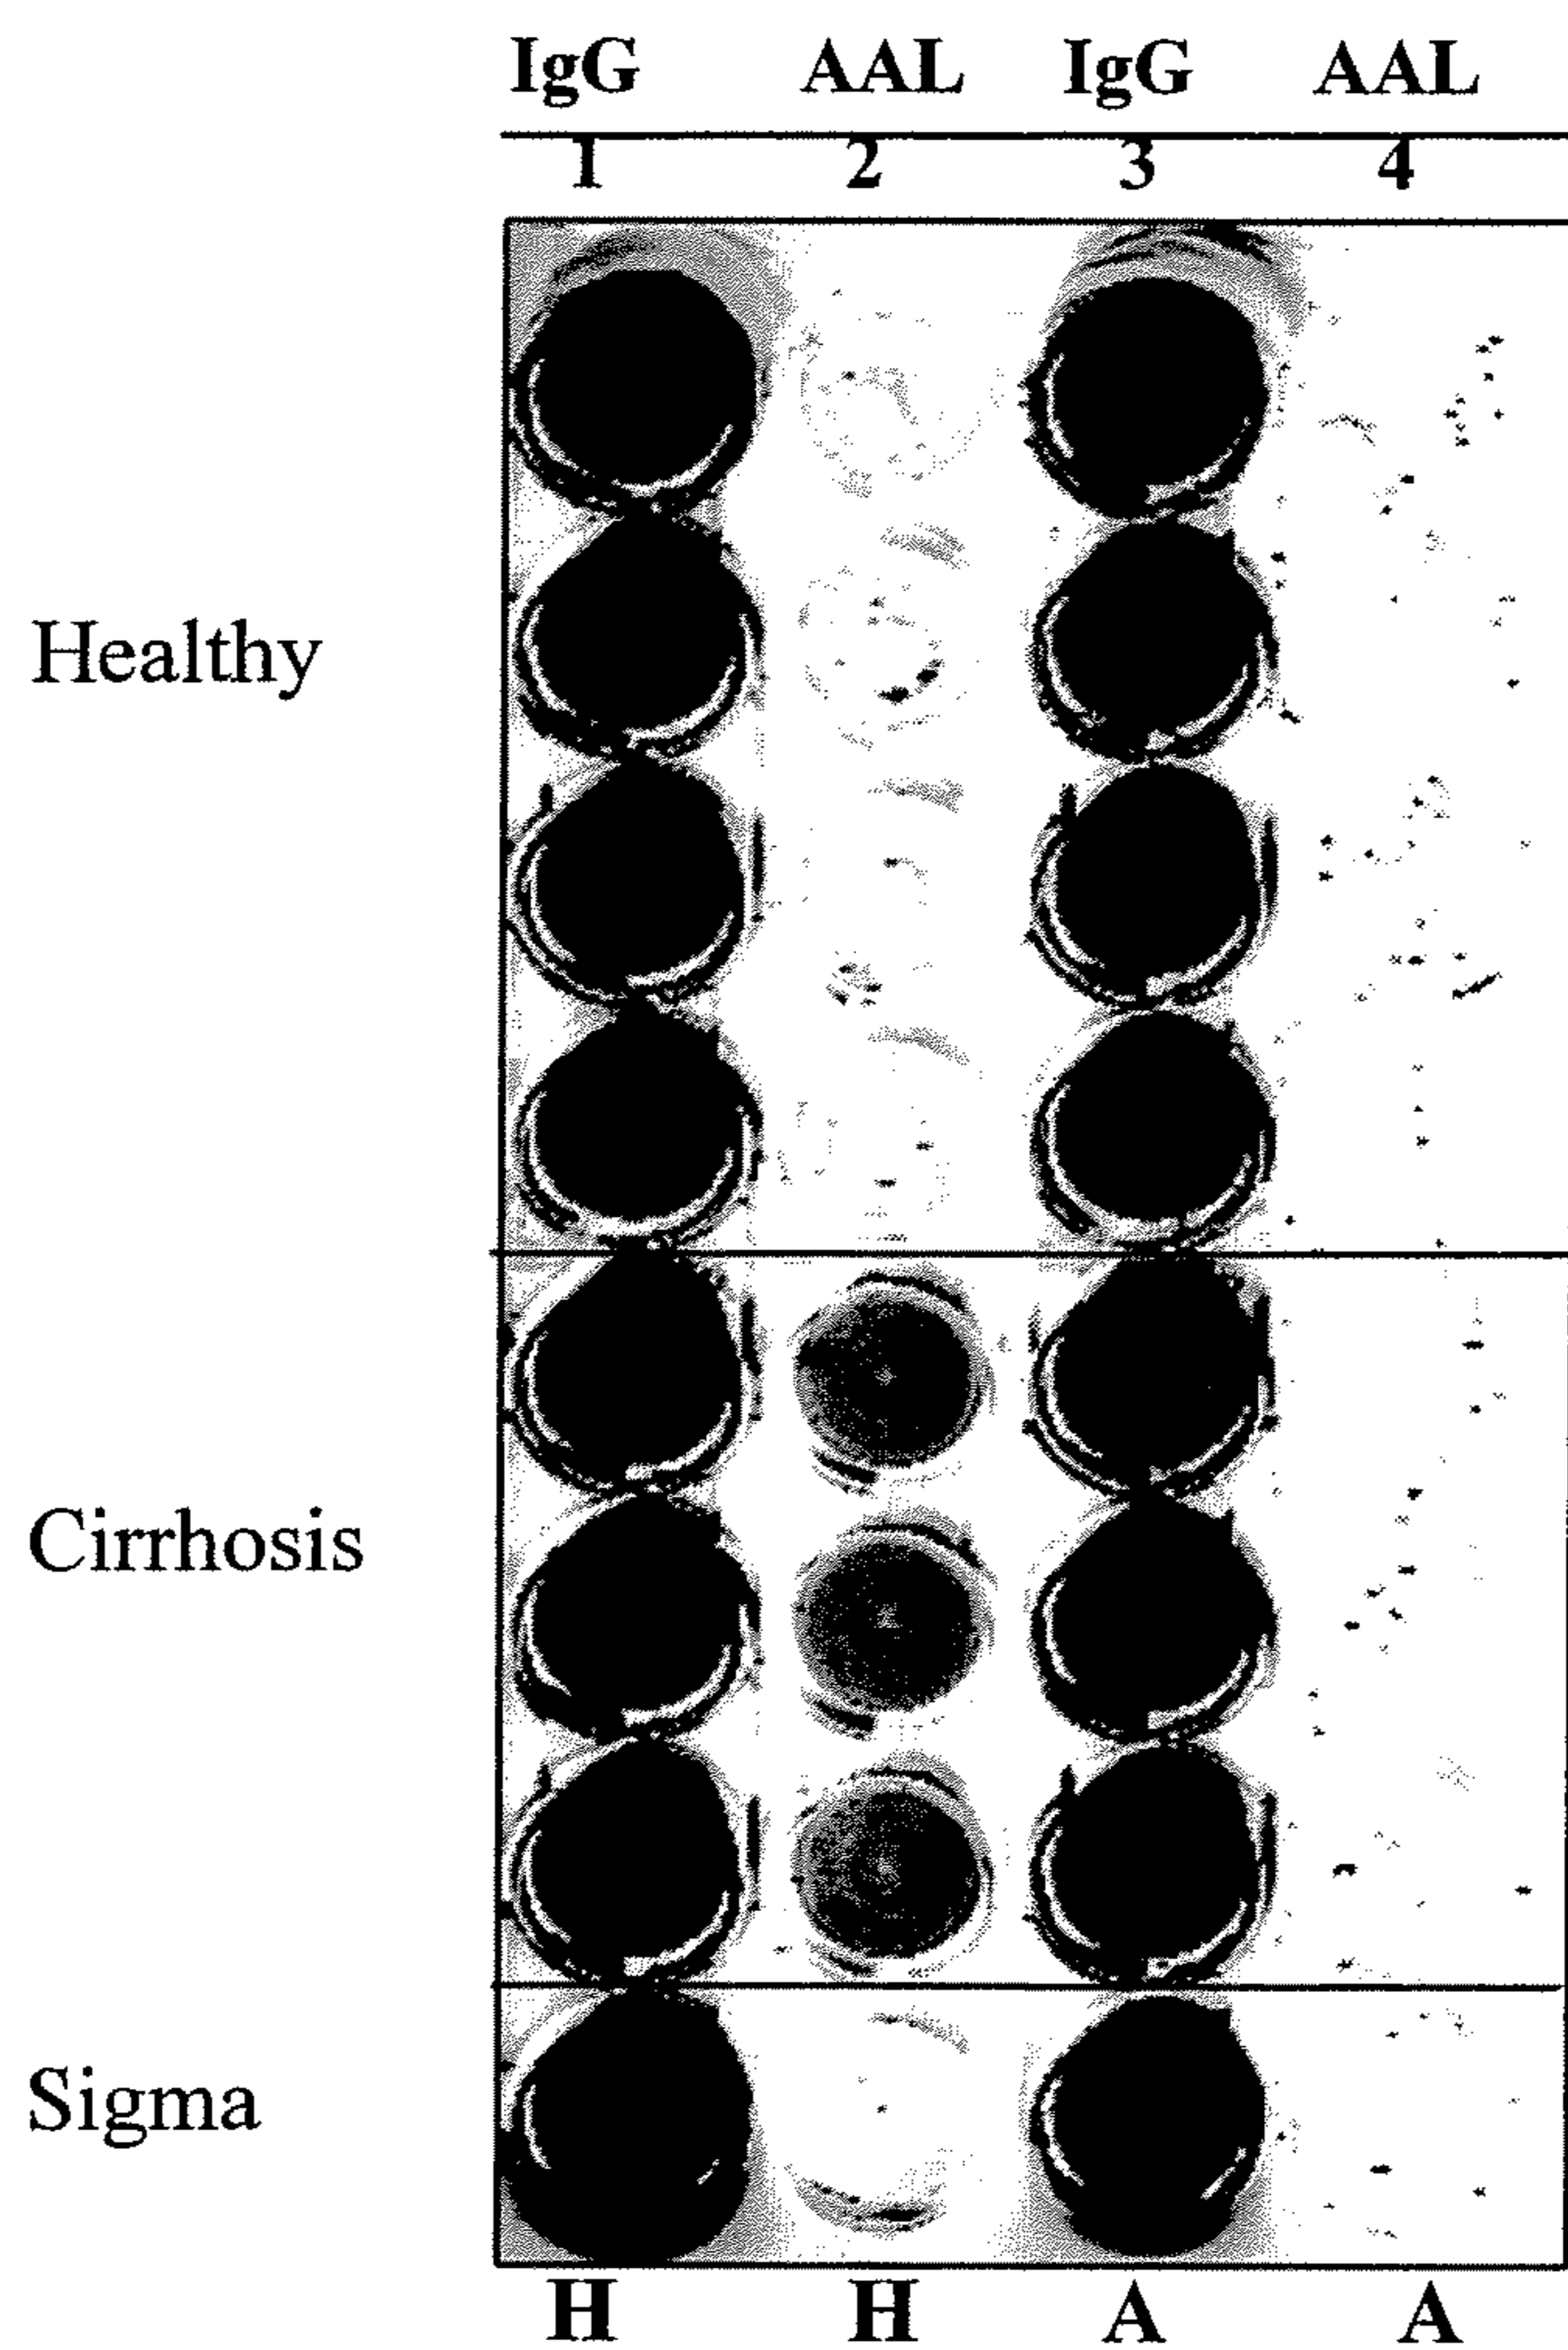 IgG AAL IgG AAL
1 2 3 4
Healthy
Cirrhosis
Sigma
H H A A